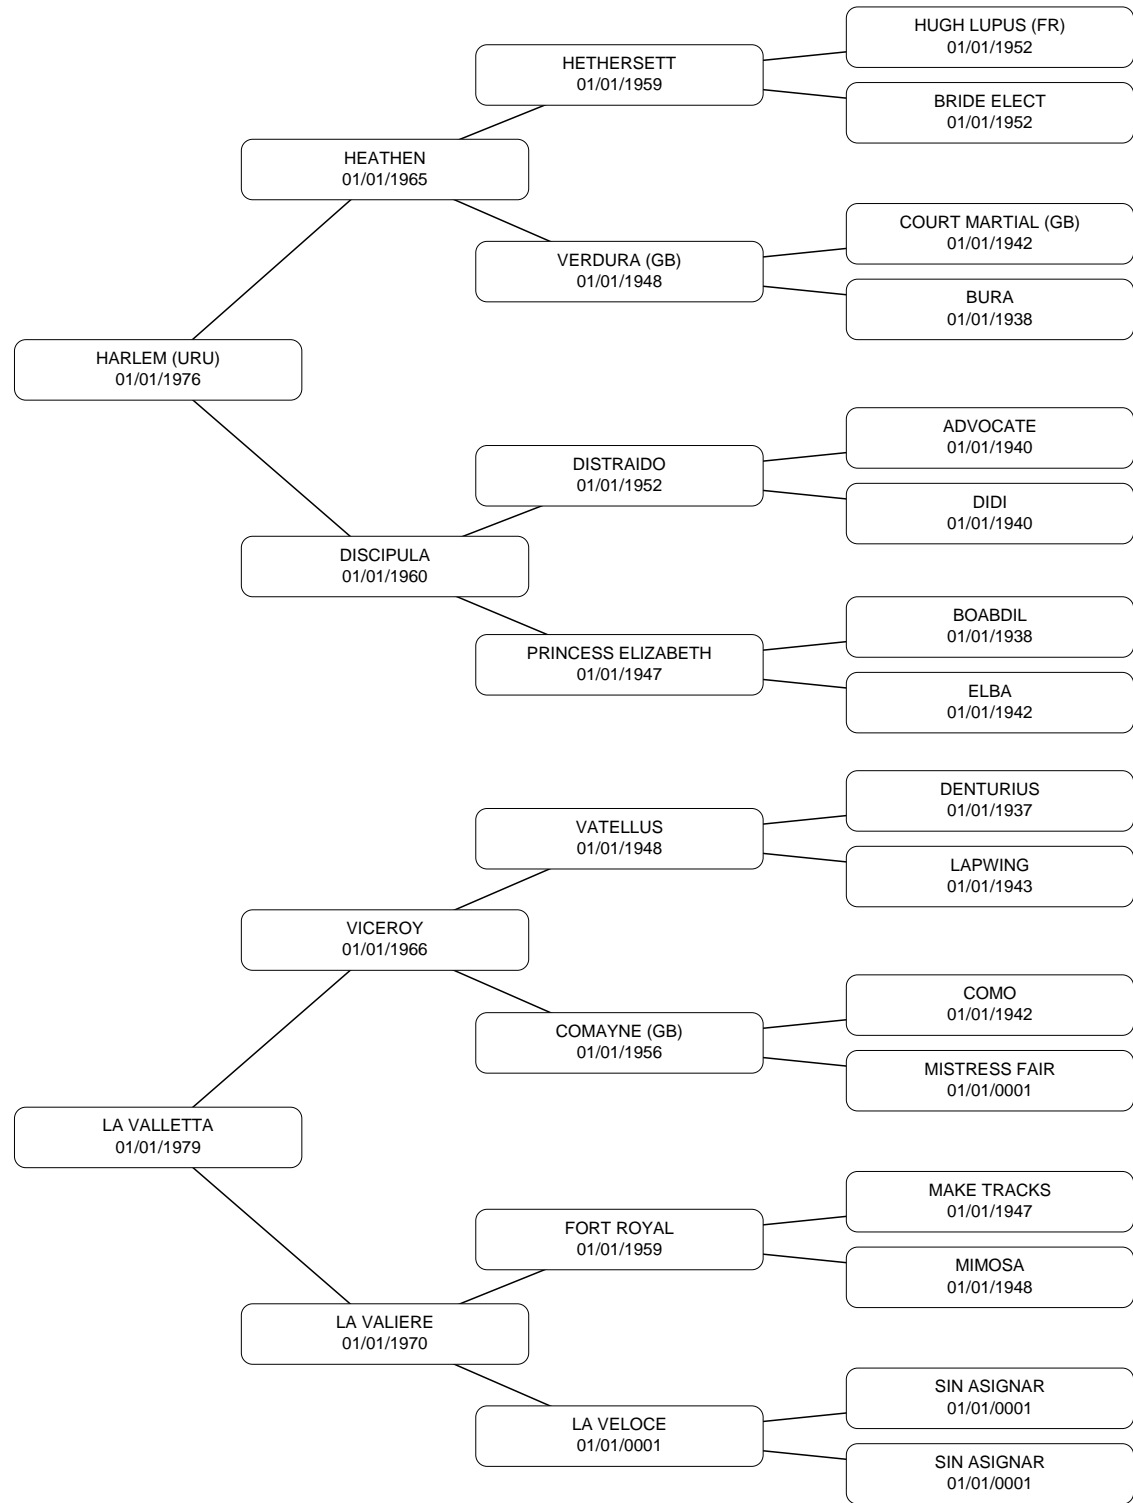 HUGH LUPUS (FR)
01/01/1952
HETHERSETT
01/01/1959
BRIDE ELECT
01/01/1952
HEATHEN
01/01/1965
COURT MARTIAL (GB)
01/01/1942
VERDURA (GB)
01/01/1948
BURA
01/01/1938
HARLEM (URU)
01/01/1976
ADVOCATE
01/01/1940
DISTRAIDO
01/01/1952
DIDI
01/01/1940
DISCIPULA
01/01/1960
BOABDIL
01/01/1938
PRINCESS ELIZABETH
01/01/1947
ELBA
01/01/1942
DENTURIUS
01/01/1937
VATELLUS
01/01/1948
LAPWING
01/01/1943
VICEROY
01/01/1966
COMO
01/01/1942
COMAYNE (GB)
01/01/1956
MISTRESS FAIR
01/01/0001
LA VALLETTA
01/01/1979
MAKE TRACKS
01/01/1947
FORT ROYAL
01/01/1959
MIMOSA
01/01/1948
LA VALIERE
01/01/1970
SIN ASIGNAR
01/01/0001
LA VELOCE
01/01/0001
SIN ASIGNAR
01/01/0001